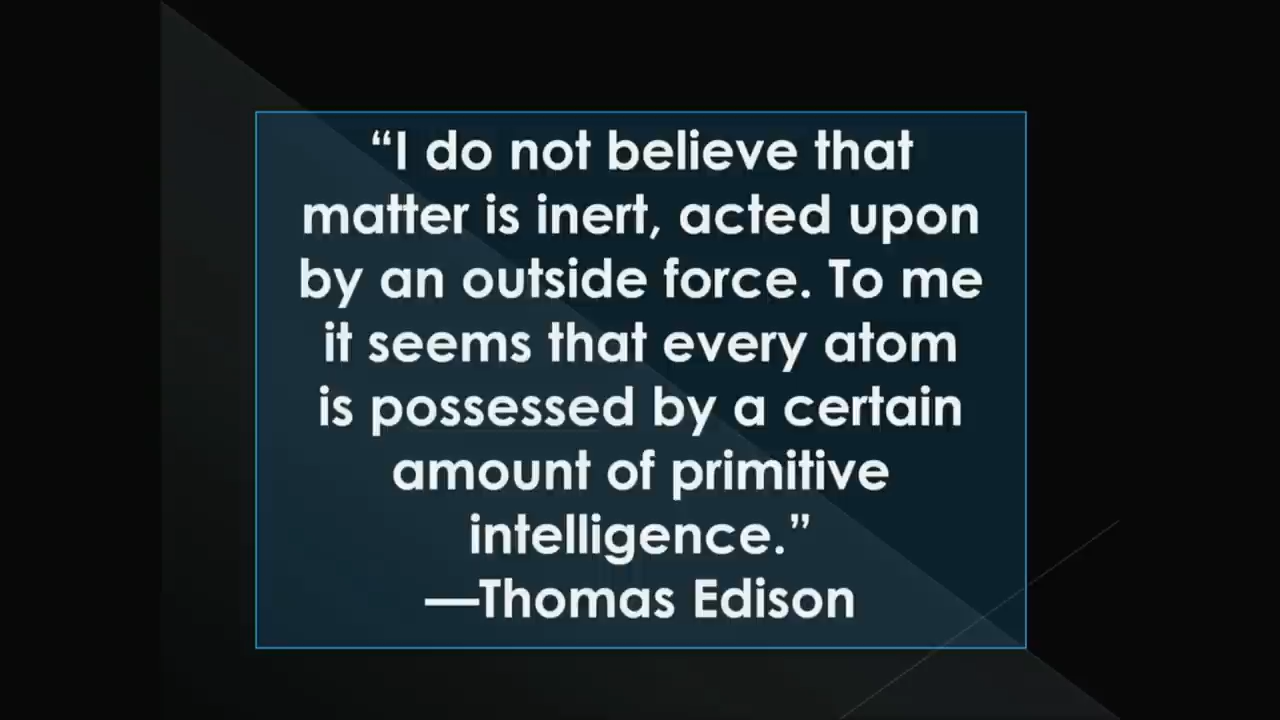 “I do not believe that
matter is inert, acted upon
by an outside force. To me
it seems that every atom
is possessed by a certain
amount of primitive
intelligence.”
—Thomas Edison